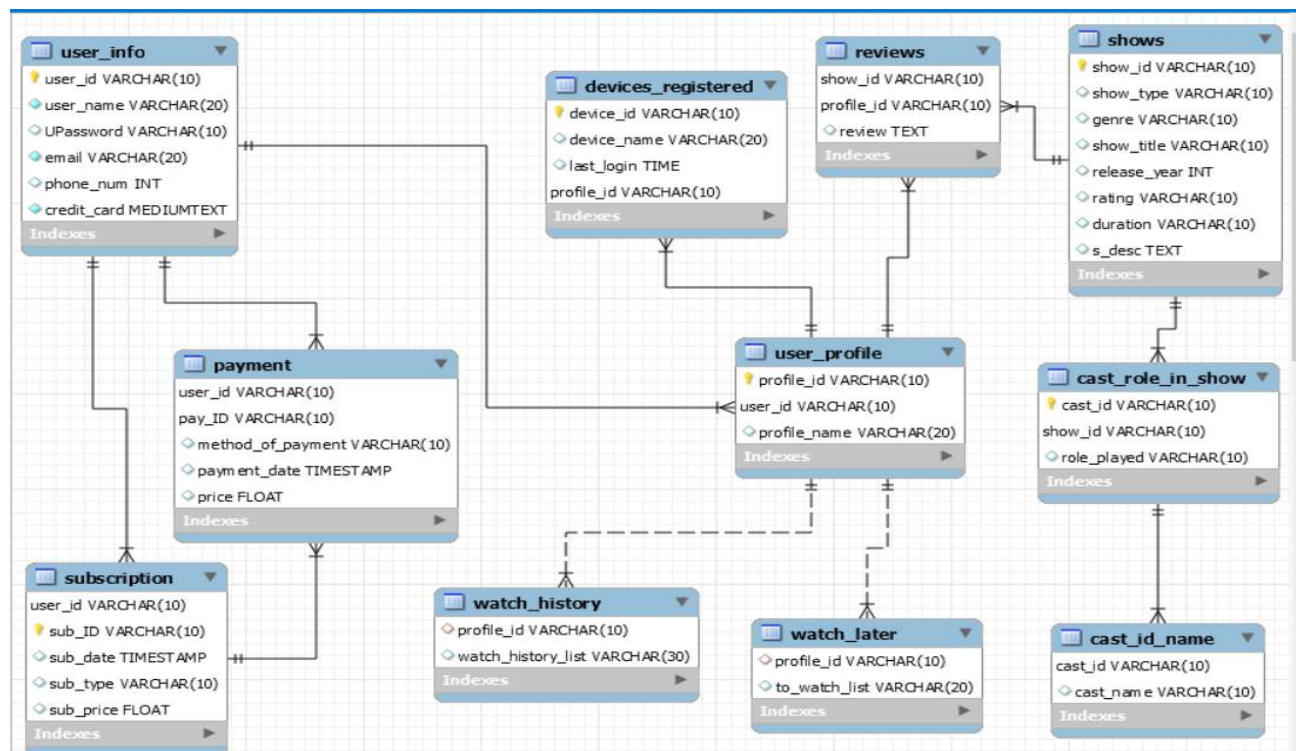 user_info
user_id VARCHAR(10)
user_name VARCHAR(20)
UPassword VARCHAR(10)
email VARCHAR(20)
phone_num INT
credit_card MEDIUMTEXT
Indexes
devices_registered
device_id VARCHAR(10)
device_name VARCHAR(20)
last_login TIME
profile_id VARCHAR(10)
Indexes
reviews
show_id VARCHAR(10)
profile_id VARCHAR(10)
review TEXT
Indexes
shows
show_id VARCHAR(10)
show_type VARCHAR(10)
genre VARCHAR(10)
show_title VARCHAR(10)
release_year INT
rating VARCHAR(10)
duration VARCHAR(10)
s_desc TEXT
Indexes
payment
user_id VARCHAR(10)
pay_ID VARCHAR(10)
method_of_payment VARCHAR(10)
payment_date TIMESTAMP
price FLOAT
Indexes
user_profile
profile_id VARCHAR(10)
user_id VARCHAR(10)
profile_name VARCHAR(20)
Indexes
cast_role_in_show
cast_id VARCHAR(10)
show_id VARCHAR(10)
role_played VARCHAR(10)
Indexes
subscription
user_id VARCHAR(10)
sub_ID VARCHAR(10)
sub_date TIMESTAMP
sub_type VARCHAR(10)
sub_price FLOAT
Indexes
watch_history
profile_id VARCHAR(10)
watch_history_list VARCHAR(30)
Indexes
watch_later
profile_id VARCHAR(10)
to_watch_list VARCHAR(20)
Indexes
cast_id_name
cast_id VARCHAR(10)
cast_name VARCHAR(10)
Indexes